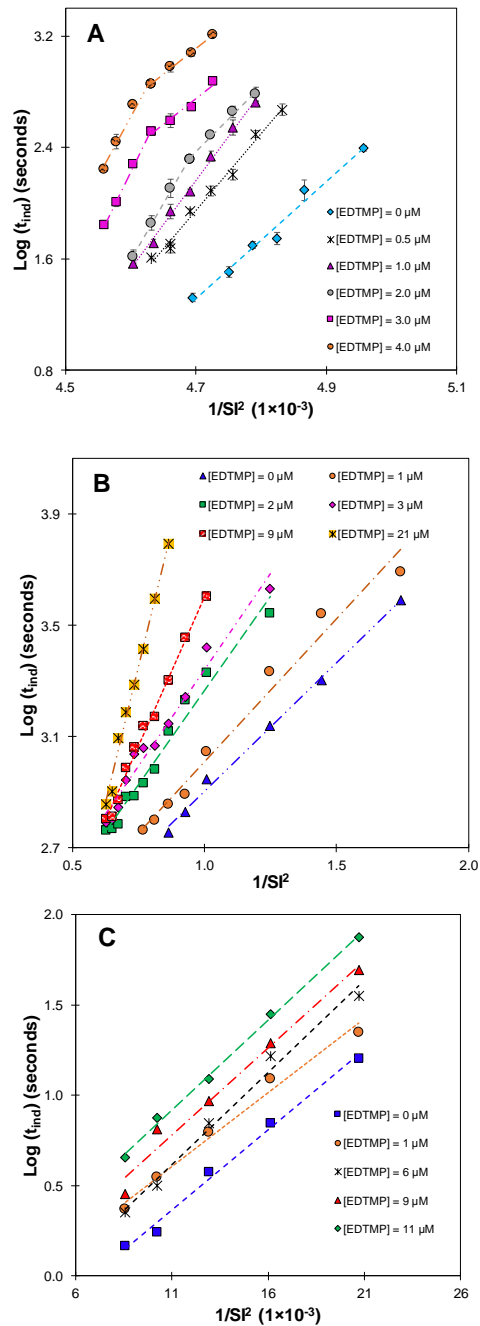 A
Log (t_ind) (seconds)
3.2
2.4
1.6
0.8
[EDTMP] = 0 µM
[EDTMP] = 0.5 µM
[EDTMP] = 1.0 µM
[EDTMP] = 2.0 µM
[EDTMP] = 3.0 µM
[EDTMP] = 4.0 µM
4.5 4.7 4.9 5.1
1/SI² (1×10⁻³)
B
Log (t_ind) (seconds)
[EDTMP] = 0 µM [EDTMP] = 1 µM
[EDTMP] = 2 µM [EDTMP] = 3 µM
[EDTMP] = 9 µM [EDTMP] = 21 µM
3.9
3.5
3.1
2.7
0.5 1.0 1.5 2.0
1/SI²
C
Log (t_ind) (seconds)
2.0
1.5
1.0
0.5
0.0
[EDTMP] = 0 µM
[EDTMP] = 1 µM
[EDTMP] = 6 µM
[EDTMP] = 9 µM
[EDTMP] = 11 µM
6 11 16 21 26
1/SI² (1×10⁻³)